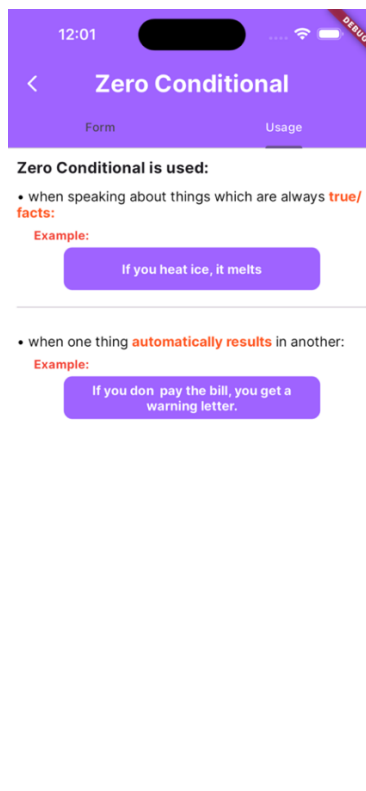 12:01
DEBUG
Zero Conditional
Form Usage
Zero Conditional is used:
• when speaking about things which are always true/
facts:
Example:
If you heat ice, it melts
• when one thing automatically results in another:
Example:
If you don  pay the bill, you get a
warning letter.